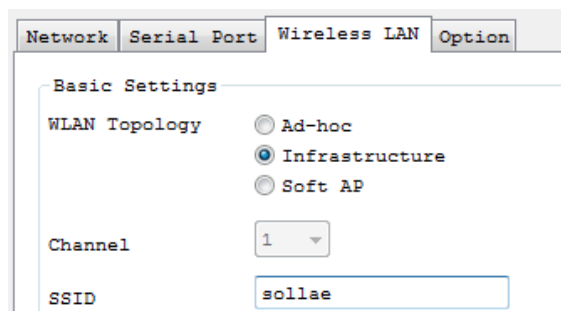 Network Serial Port Wireless LAN Option
Basic Settings
WLAN Topology Ad-hoc
Infrastructure
Soft AP
Channel 1
SSID sollae